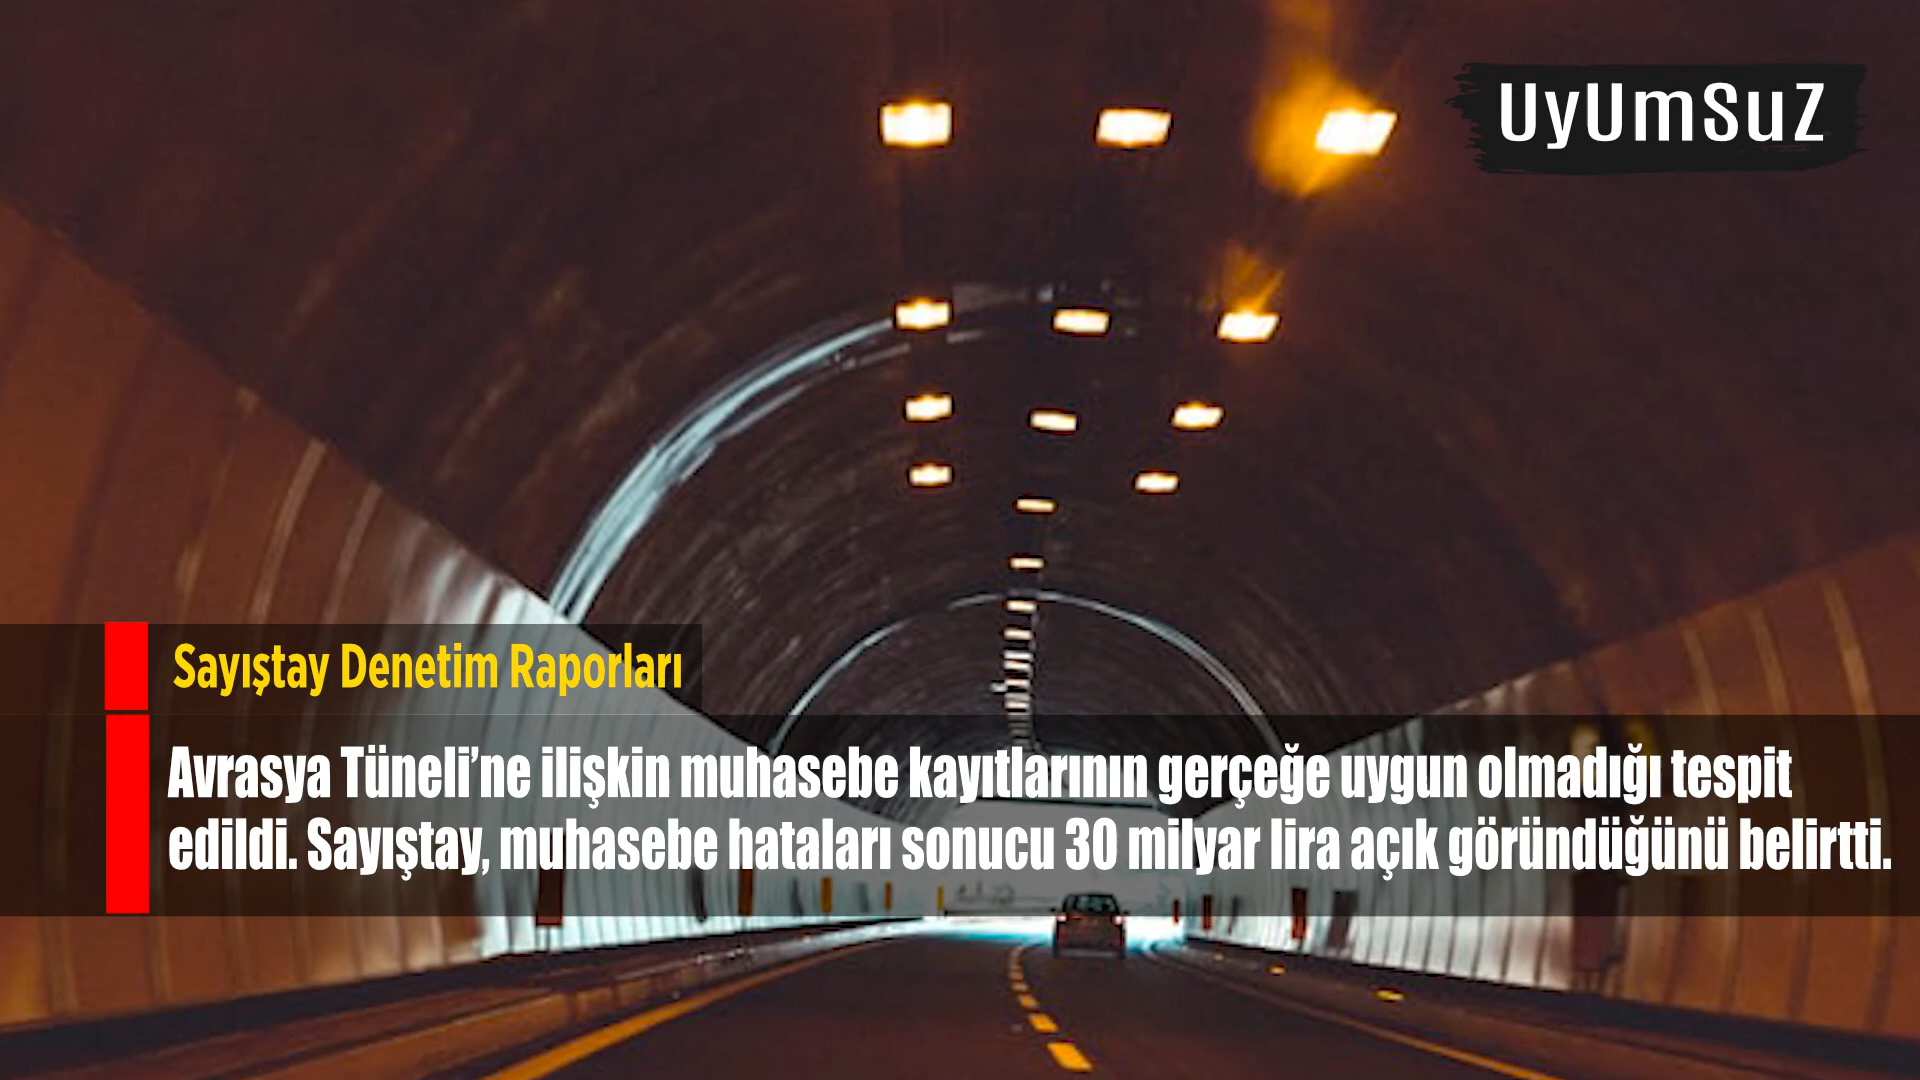 UyUmSuZ
Sayıştay Denetim Raporları
Avrasya Tüneli’ne ilişkin muhasebe kayıtlarının gerçeğe uygun olmadığı tespit
edildi. Sayıştay, muhasebe hataları sonucu 30 milyar lira açık göründüğünü belirtti.